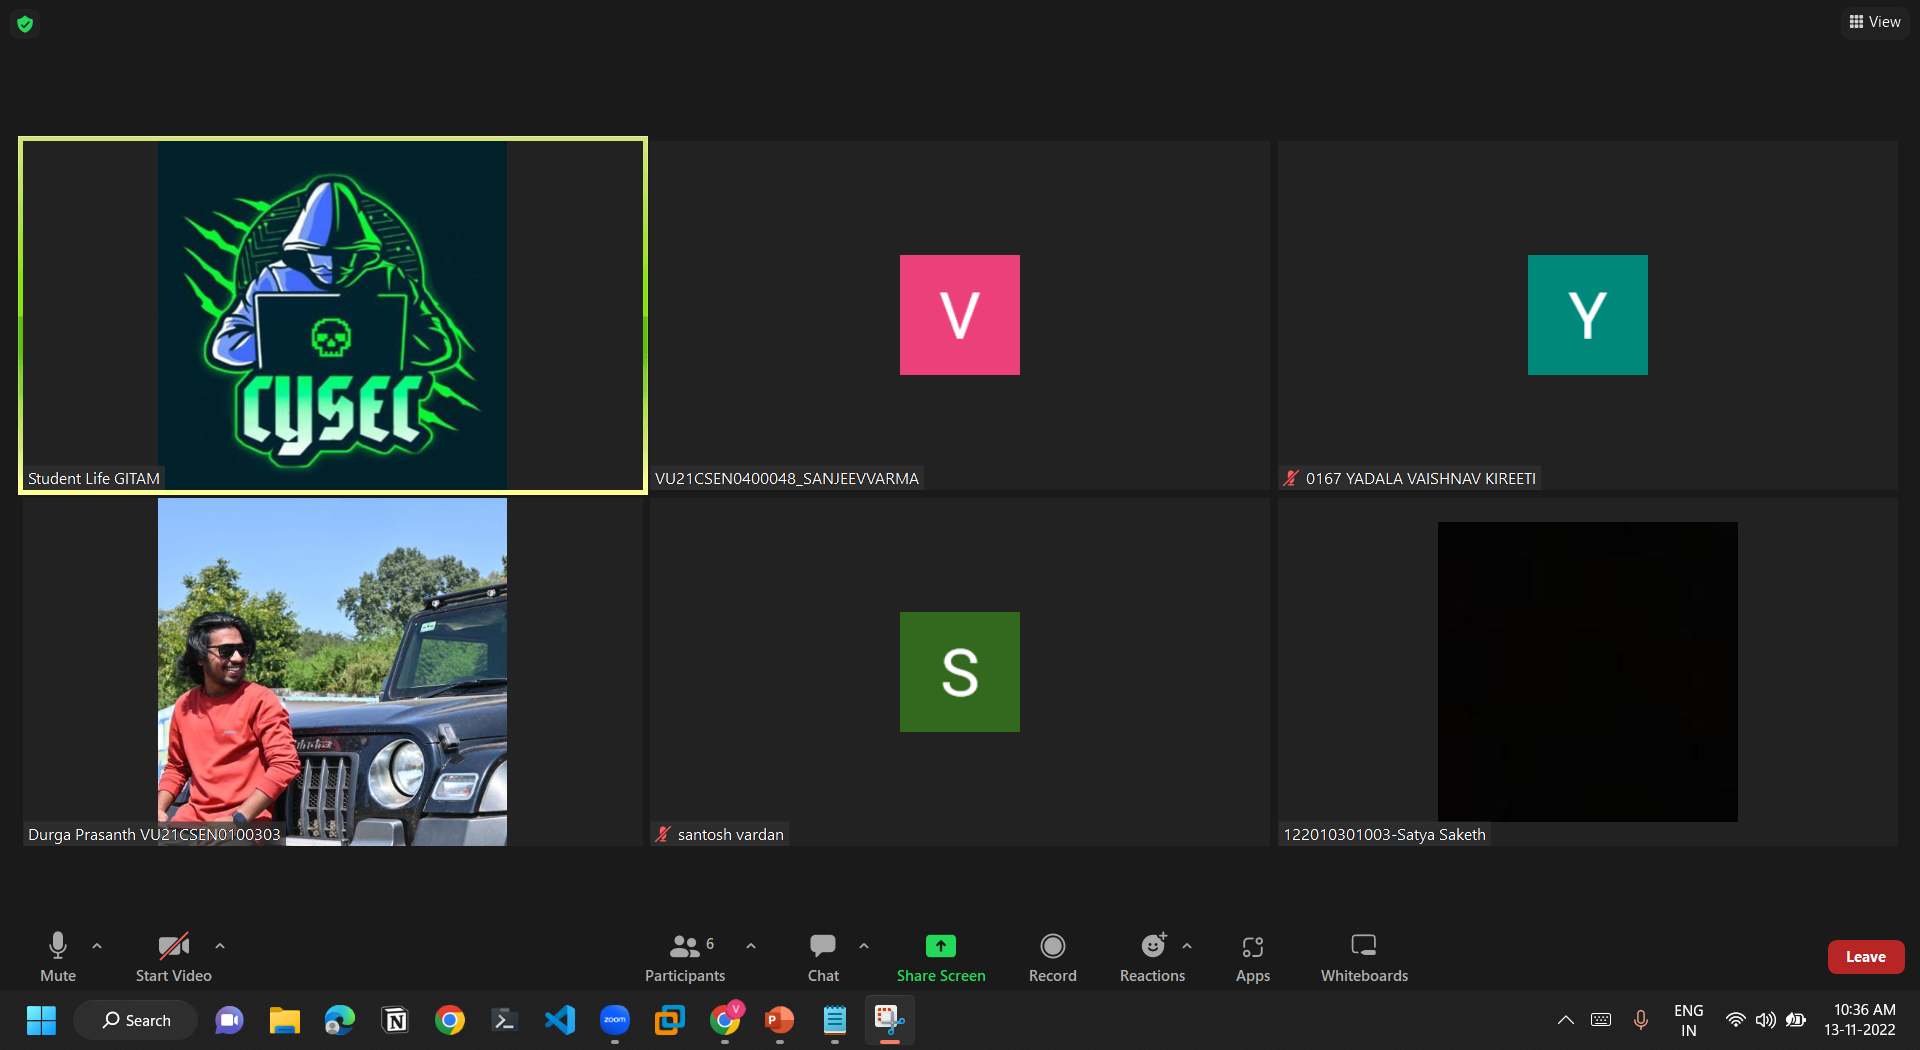 View
CYSEC
Student Life GITAM
V
VU21CSEN0400048_SANJEEVVARMA
Y
0167 YADALA VAISHNAV KIREETI
Durga Prasanth VU21CSEN0100303
S
santosh vardan
122010301003-Satya Saketh
Mute
Start Video
6
Participants
Chat
Share Screen
Record
Reactions
Apps
Whiteboards
Leave
Search
N
zoom
V
P
ENG
IN
10:36 AM
13-11-2022